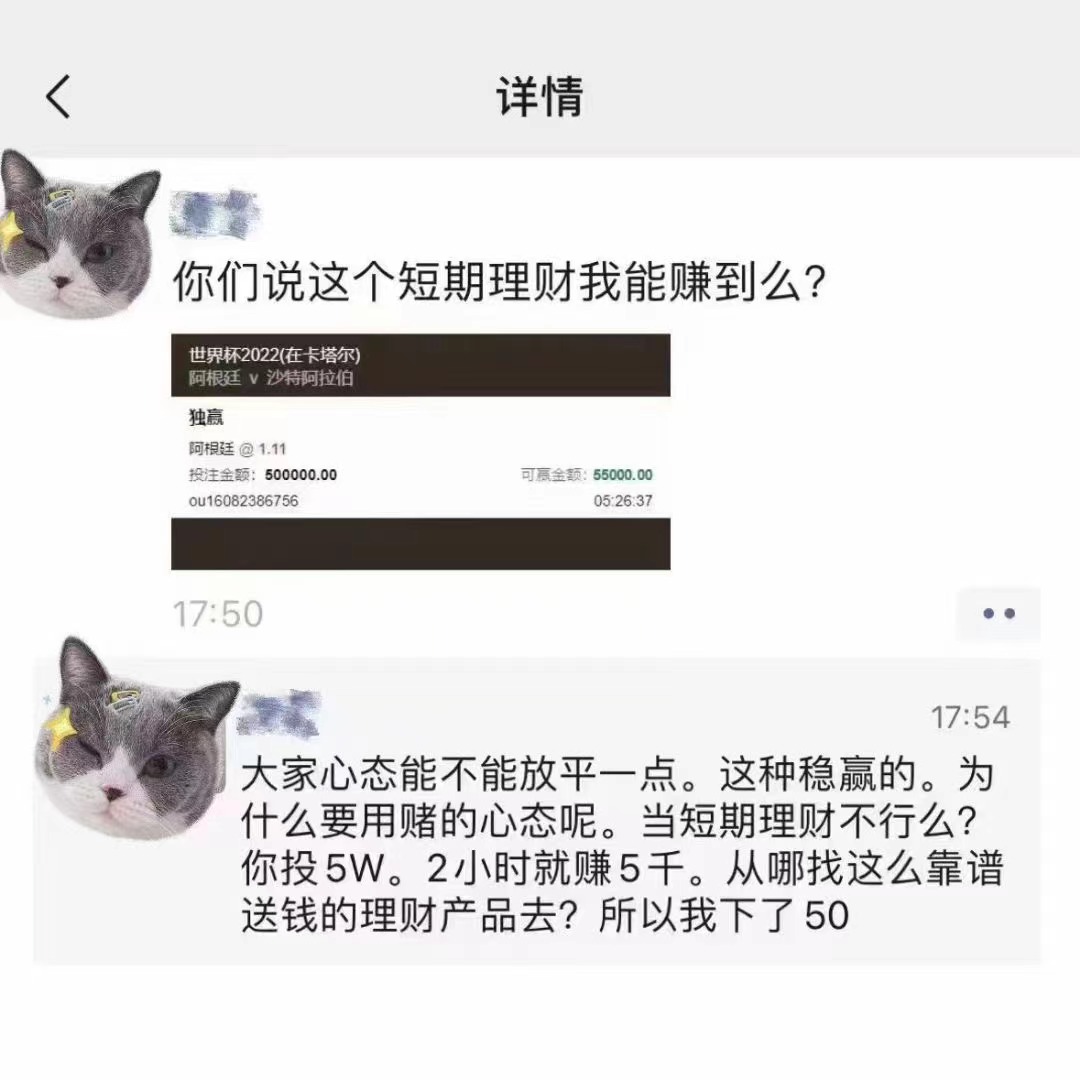 详情
你们说这个短期理财我能赚到么？
世界杯2022(在卡塔尔)
阿根廷 v 沙特阿拉伯
独赢
阿根廷 @ 1.11
投注金额： 500000.00 可赢金额： 55000.00
ou16082386756 05:26:37
17:50
17:54
大家心态能不能放平一点。这种稳赢的。为
什么要用赌的心态呢。当短期理财不行么？
你投5W。2小时就赚5千。从哪找这么靠谱
送钱的理财产品去？所以我下了50